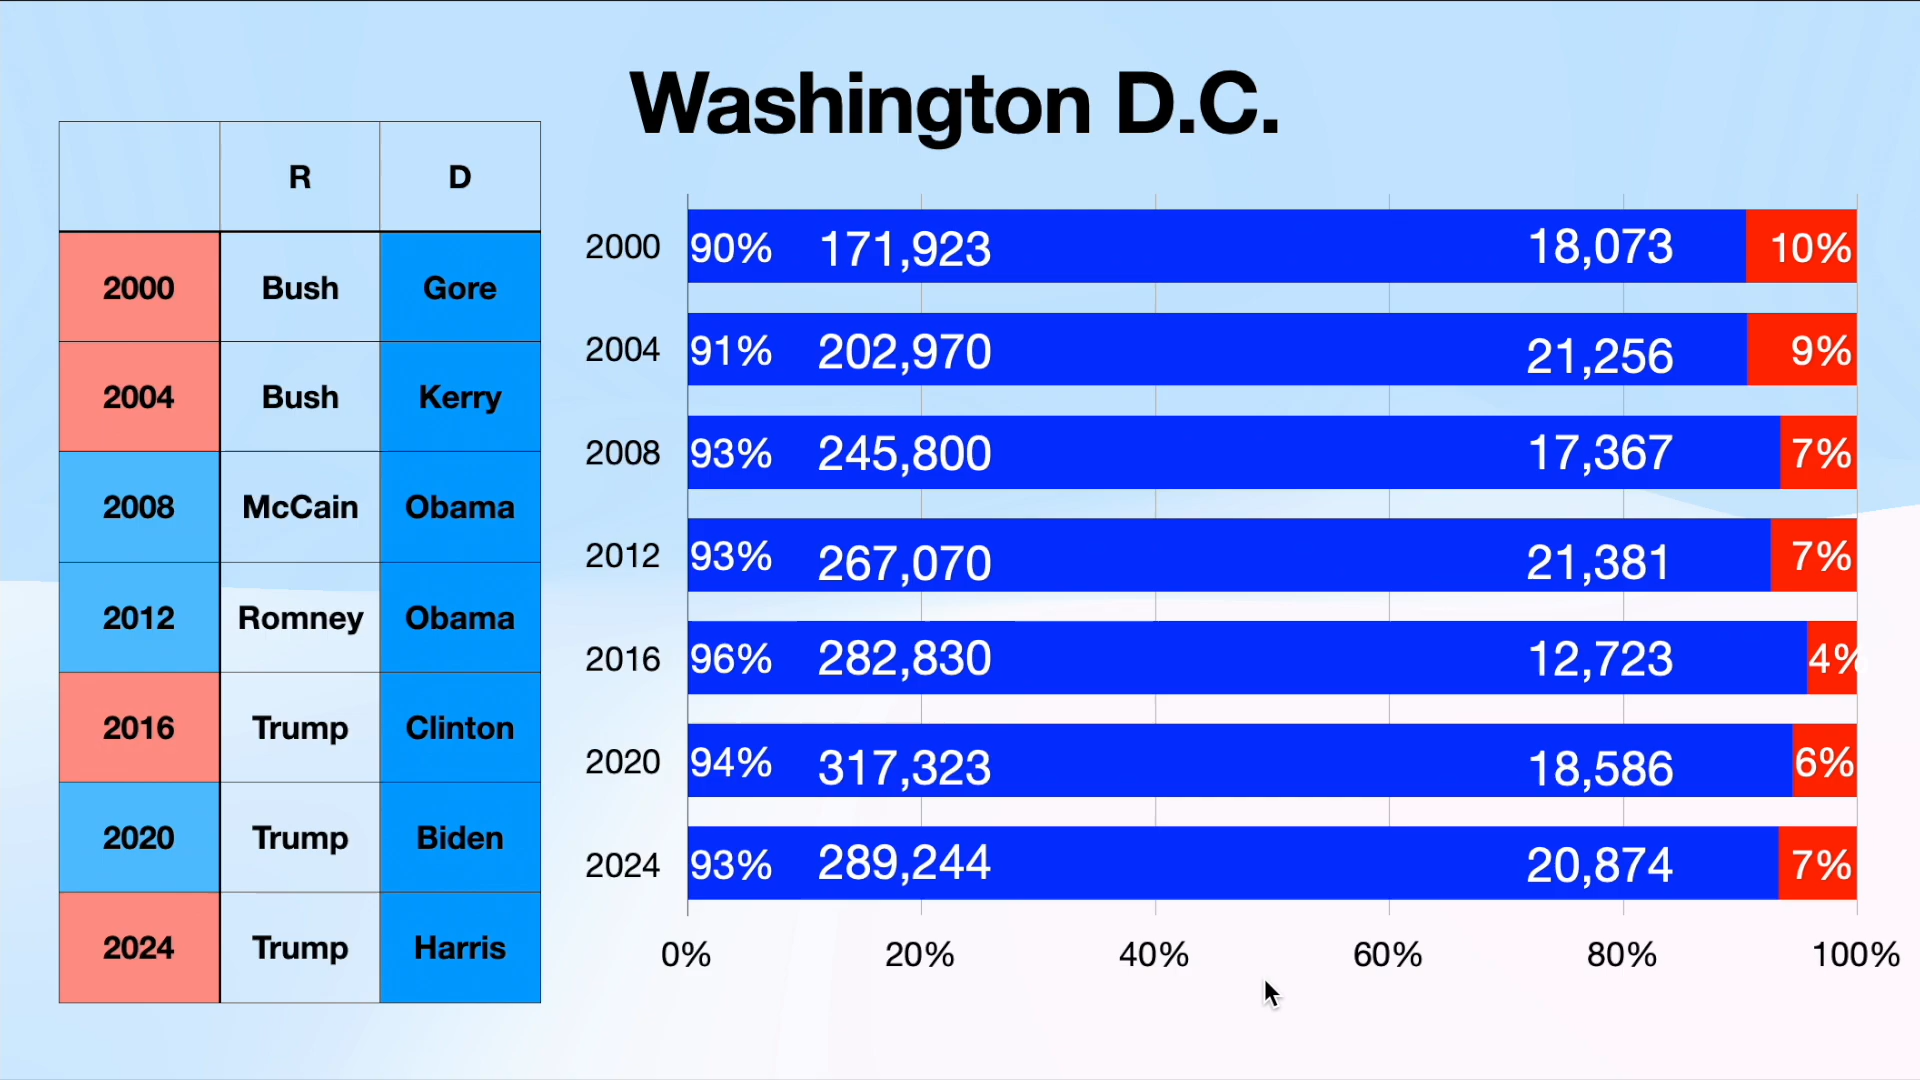 Washington D.C.
R D
2000 Bush Gore
2004 Bush Kerry
2008 McCain Obama
2012 Romney Obama
2016 Trump Clinton
2020 Trump Biden
2024 Trump Harris
2000 90% 171,923 18,073 10%
2004 91% 202,970 21,256 9%
2008 93% 245,800 17,367 7%
2012 93% 267,070 21,381 7%
2016 96% 282,830 12,723 4%
2020 94% 317,323 18,586 6%
2024 93% 289,244 20,874 7%
0% 20% 40% 60% 80% 100%